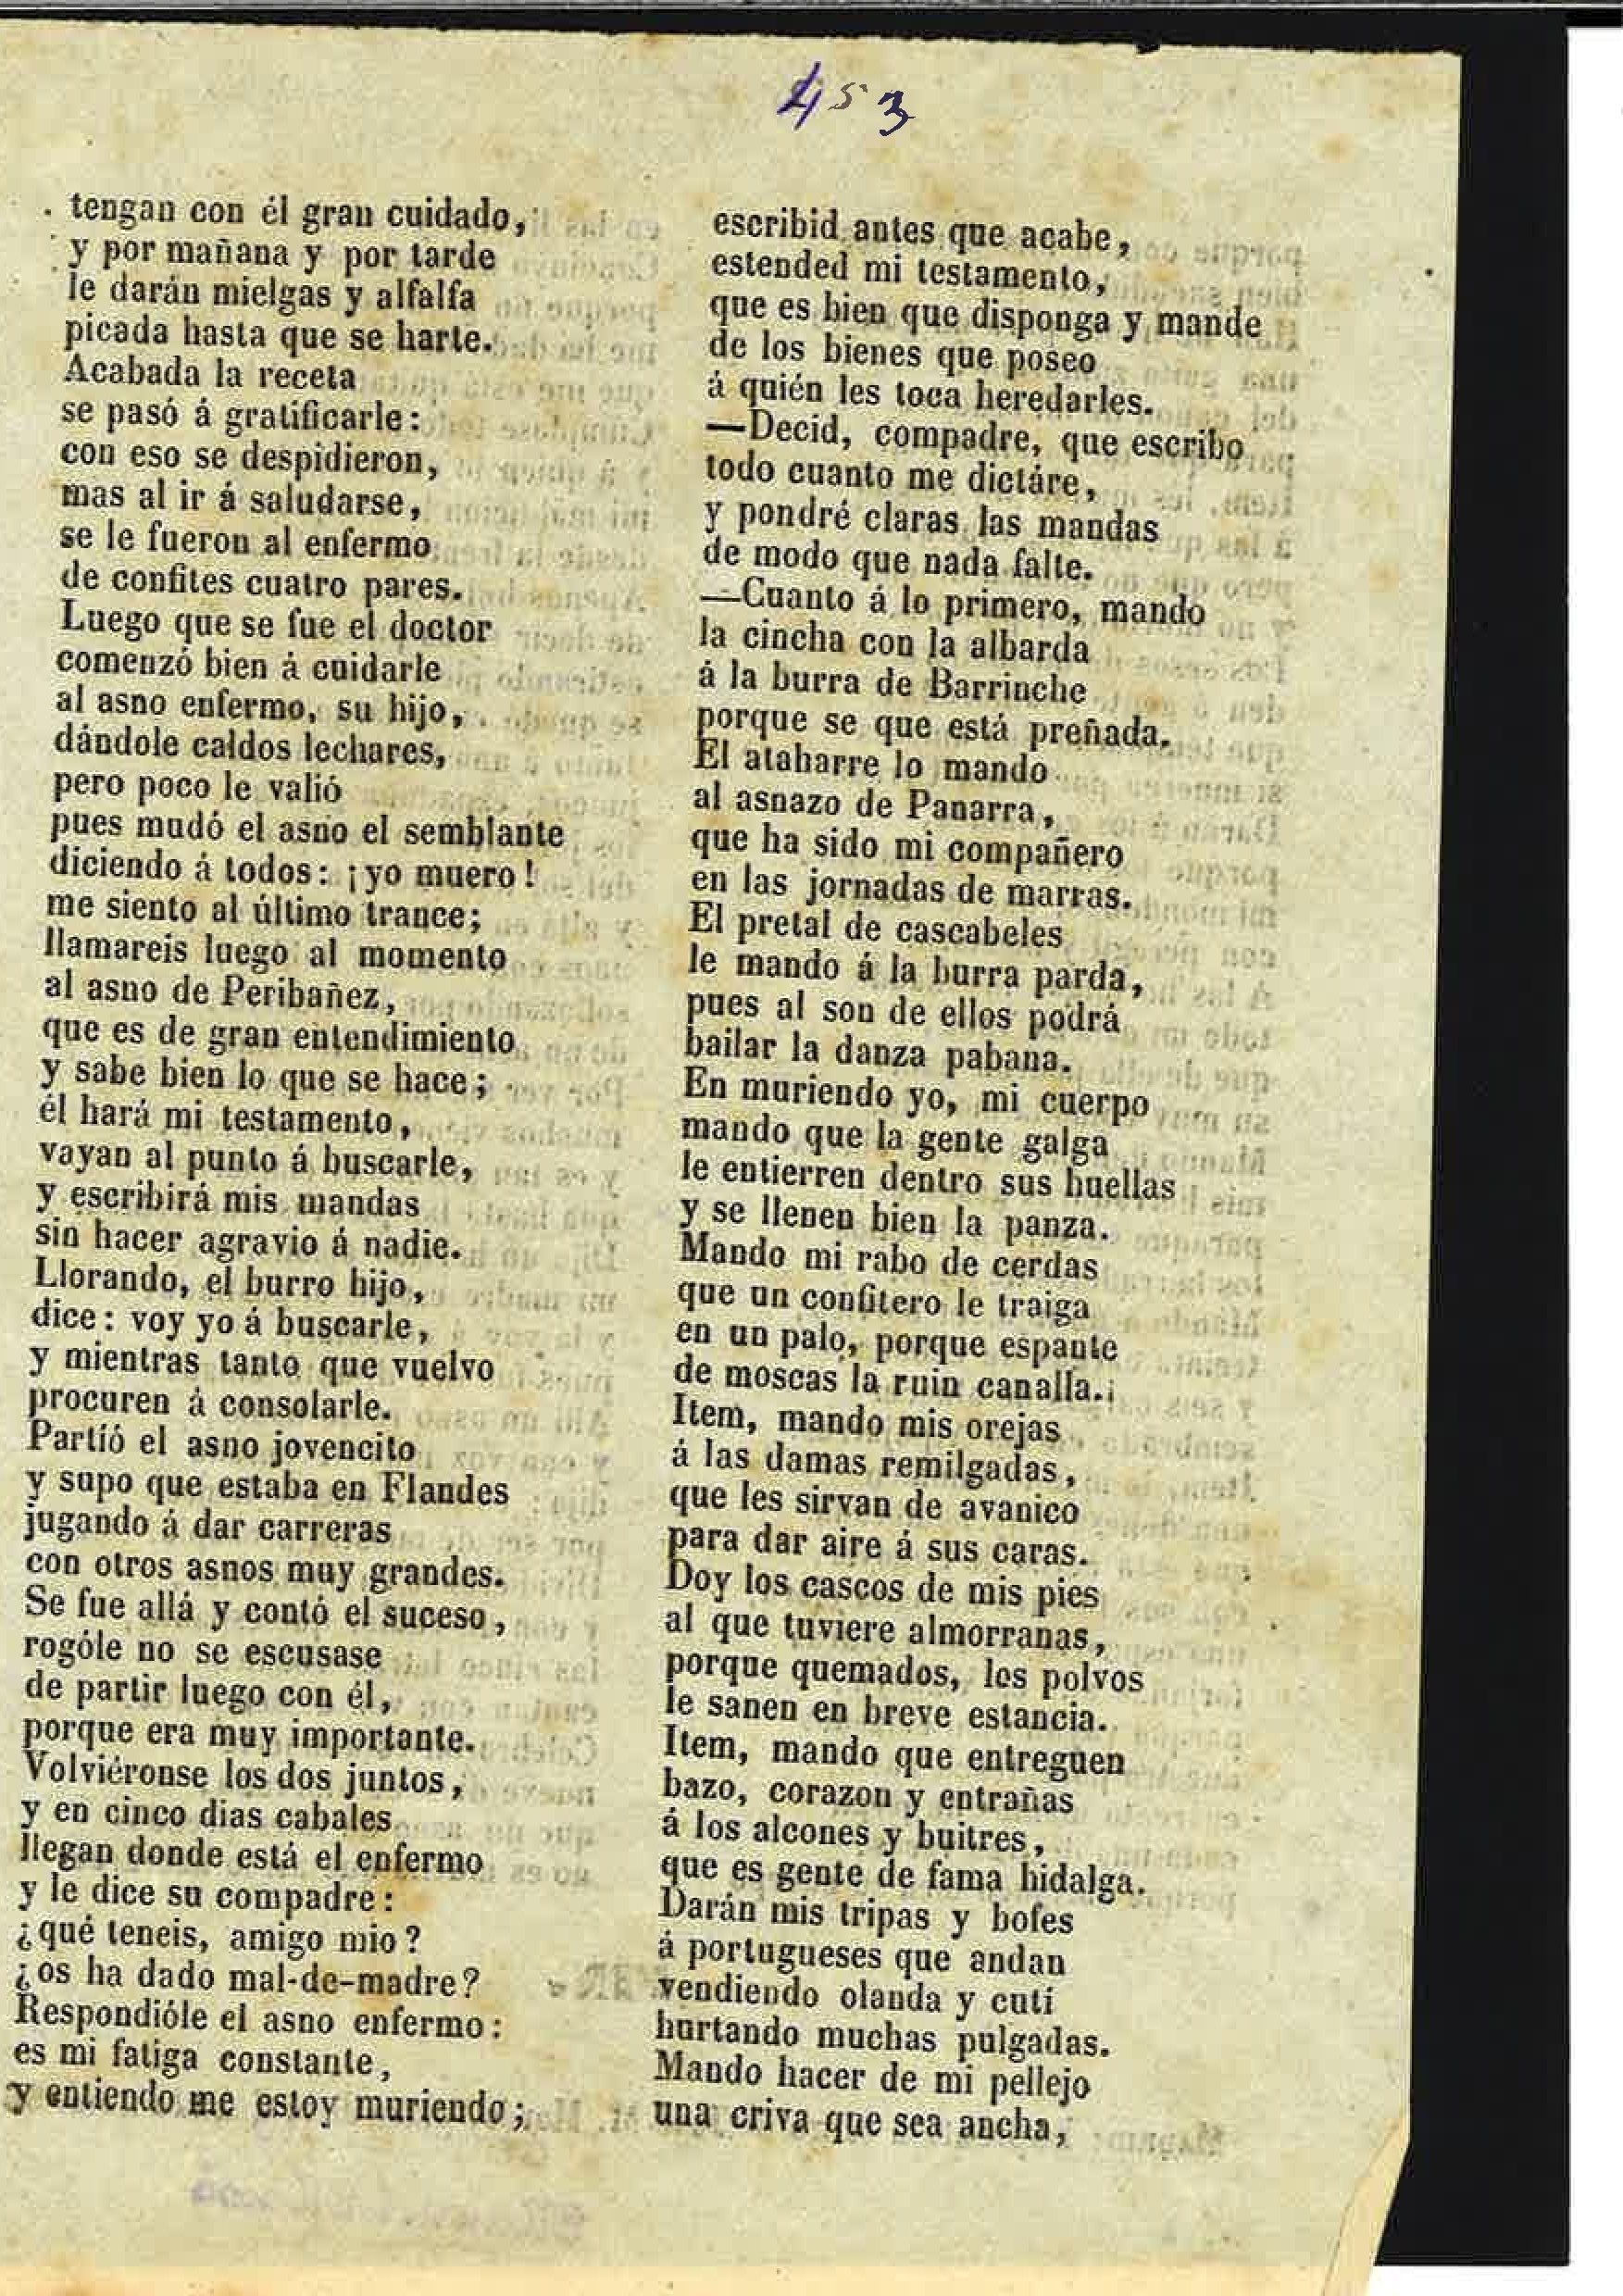 453
tengan con él gran cuidado,
y por mañana y por tarde
le darán mielgas y alfalfa
picada hasta que se harte.
Acabada la receta
se pasó á gratificarle:
con eso se despidieron,
mas al ir á saludarse,
se le fueron al enfermo
de confites cuatro pares.
Luego que se fue el doctor
comenzó bien á cuidarle
al asno enfermo, su hijo,
dándole caldos lechares,
pero poco le valió
pues mudó el asno el semblante
diciendo á todos: ¡yo muero!
me siento al último trance;
llamareis luego al momento
al asno de Peribañez,
que es de gran entendimiento
y sabe bien lo que se hace;
él hará mi testamento,
vayan al punto á buscarle,
y escribirá mis mandas
sin hacer agravio á nadie.
Llorando, el burro hijo,
dice: voy yo á buscarle,
y mientras tanto que vuelvo
procuren á consolarle.
Partió el asno jovencito
y supo que estaba en Flandes
jugando á dar carreras
con otros asnos muy grandes.
Se fue allá y contó el suceso,
rogóle no se escusase
de partir luego con él,
porque era muy importante.
Volviéronse los dos juntos,
y en cinco dias cabales
llegan donde está el enfermo
y le dice su compadre:
¿qué teneis, amigo mio?
¿os ha dado mal-de-madre?
Respondióle el asno enfermo:
es mi fatiga constante,
y entiendo me estoy muriendo;
escribid antes que acabe,
estended mi testamento,
que es bien que disponga y mande
de los bienes que poseo
á quién les toca heredarles.
—Decid, compadre, que escribo
todo cuanto me dictáre,
y pondré claras las mandas
de modo que nada falte.
—Cuanto á lo primero, mando
la cincha con la albarda
á la burra de Barrinche
porque se que está preñada.
El ataharre lo mando
al asnazo de Panarra,
que ha sido mi compañero
en las jornadas de marras.
El pretal de cascabeles
le mando á la burra parda,
pues al son de ellos podrá
bailar la danza pabana.
En muriendo yo, mi cuerpo
mando que la gente galga
le entierren dentro sus huellas
y se llenen bien la panza.
Mando mi rabo de cerdas
que un confitero le traiga
en un palo, porque espante
de moscas la ruin canalla.
Item, mando mis orejas
á las damas remilgadas,
que les sirvan de avanico
para dar aire á sus caras.
Doy los cascos de mis pies
al que tuviere almorranas,
porque quemados, los polvos
le sanen en breve estancia.
Item, mando que entreguen
bazo, corazon y entrañas
á los alcones y buitres,
que es gente de fama hidalga.
Darán mis tripas y bofes
á portugueses que andan
vendiendo olanda y cutí
hurtando muchas pulgadas.
Mando hacer de mi pellejo
una criva que sea ancha,